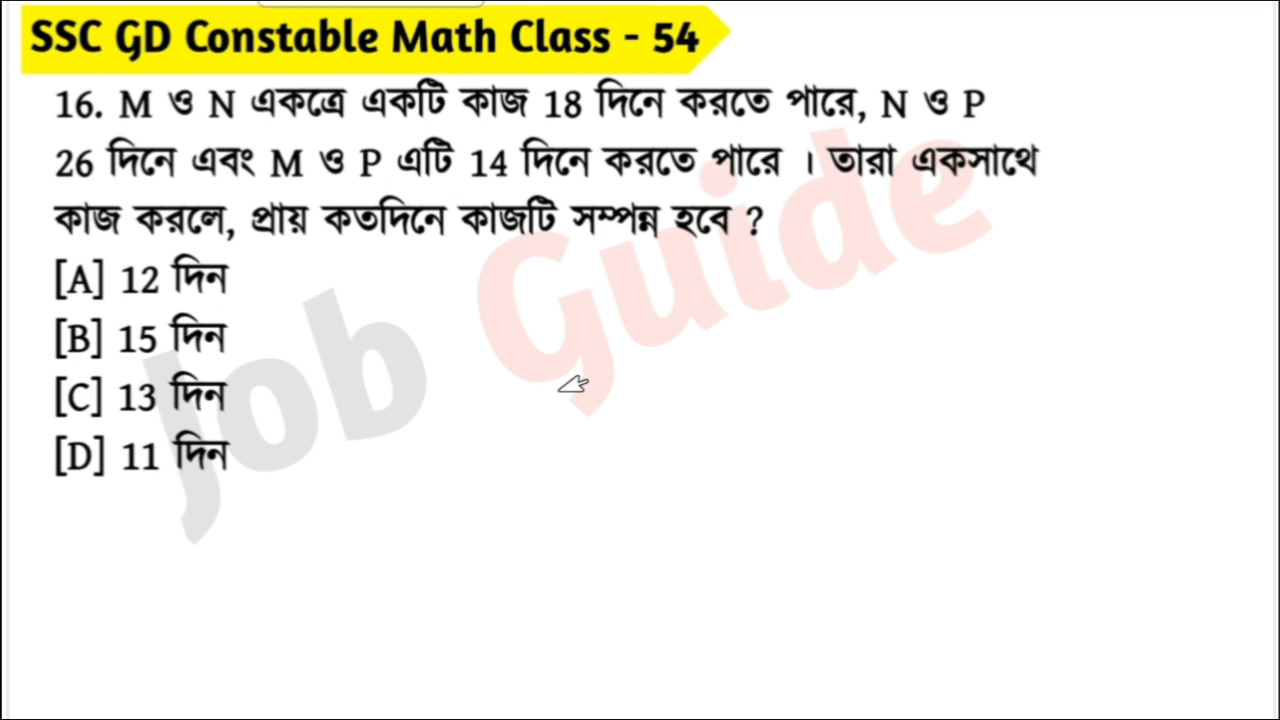 SSC GD Constable Math Class - 54
16. M ও N একত্রে একটি কাজ 18 দিনে করতে পারে, N ও P
26 দিনে এবং M ও P এটি 14 দিনে করতে পারে । তারা একসাথে
কাজ করলে, প্রায় কতদিনে কাজটি সম্পন্ন হবে ?
[A] 12 দিন
[B] 15 দিন
[C] 13 দিন
[D] 11 দিন
Job Guide